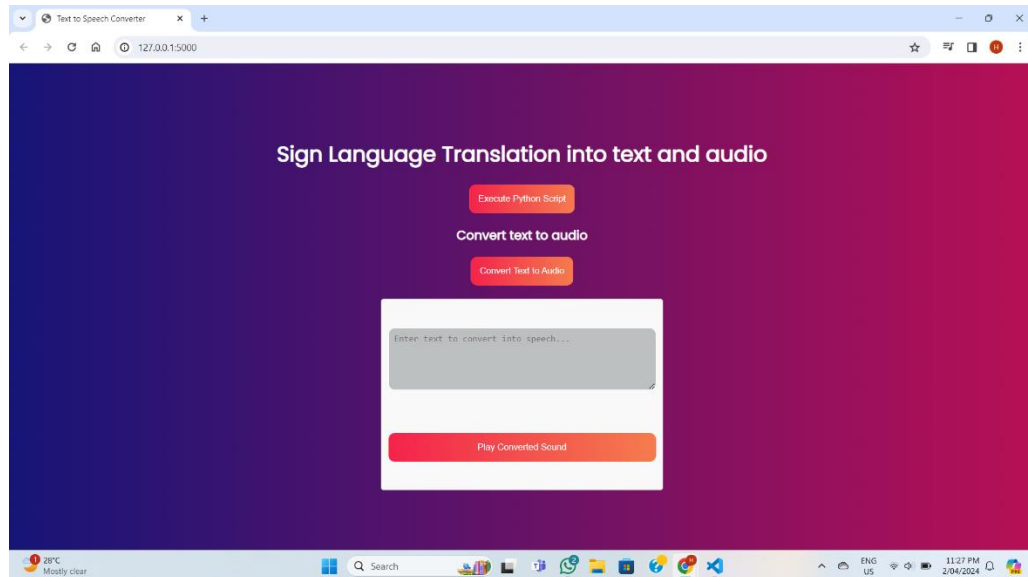 Text to Speech Converter
127.0.0.1:5000
H
Sign Language Translation into text and audio
Execute Python Script
Convert text to audio
Convert Text to Audio
Enter text to convert into speech...
Play Converted Sound
1
28°C
Mostly clear
Search
2
ENG
US
11:27 PM
2/04/2024